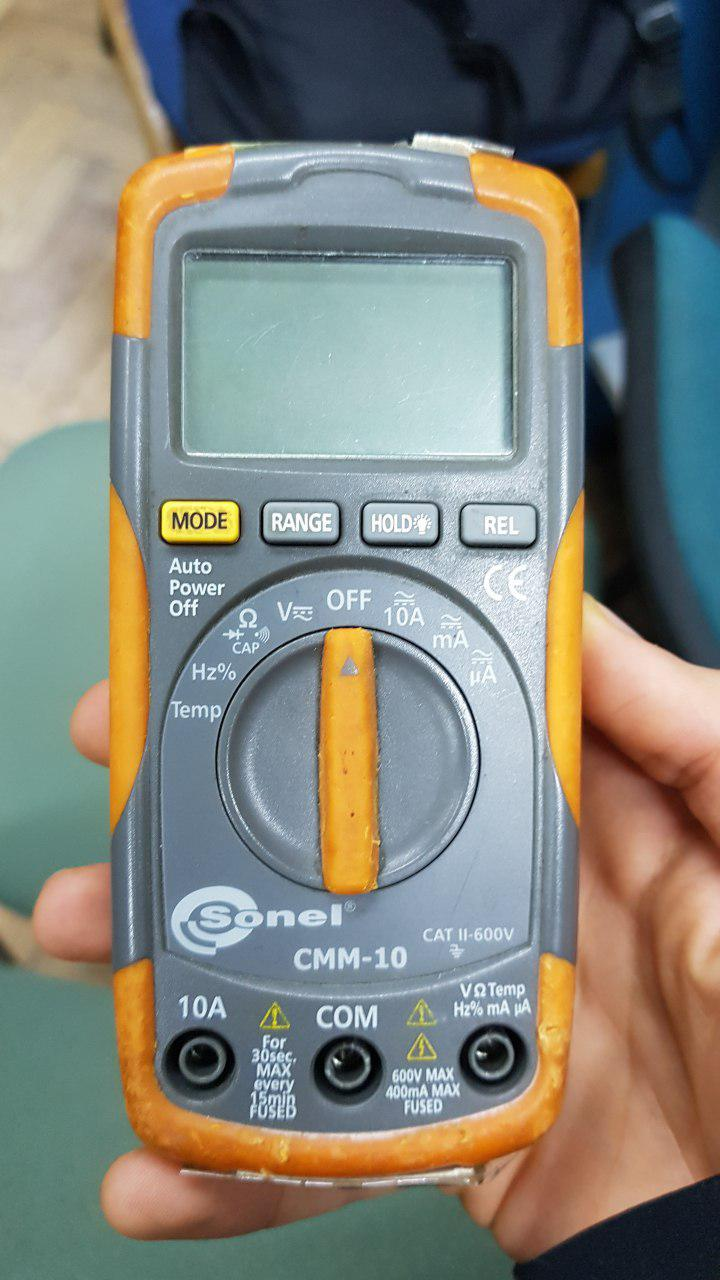 MODE RANGE HOLD REL
Auto
Power
Off
CE
OFF
V
Ω
CAP
Hz%
Temp
10A
mA
µA
Sonel®
CMM-10
CAT II-600V
10A
For
30sec.
MAX
every
15min
FUSED
COM
600V MAX
400mA MAX
FUSED
VΩTemp
Hz% mA µA